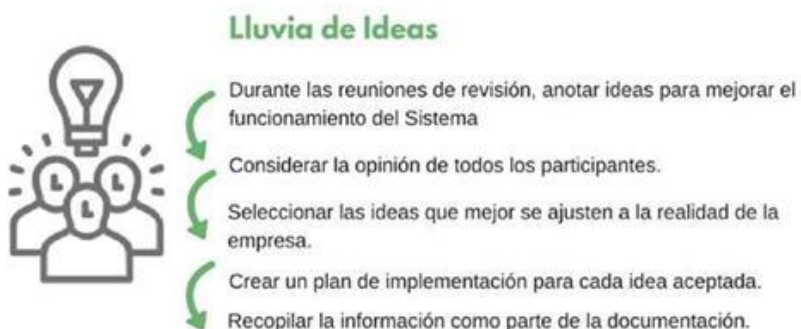 Lluvia de Ideas
Durante las reuniones de revisión, anotar ideas para mejorar el
funcionamiento del Sistema
Considerar la opinión de todos los participantes.
Seleccionar las ideas que mejor se ajusten a la realidad de la
empresa.
Crear un plan de implementación para cada idea aceptada.
Recopilar la información como parte de la documentación.